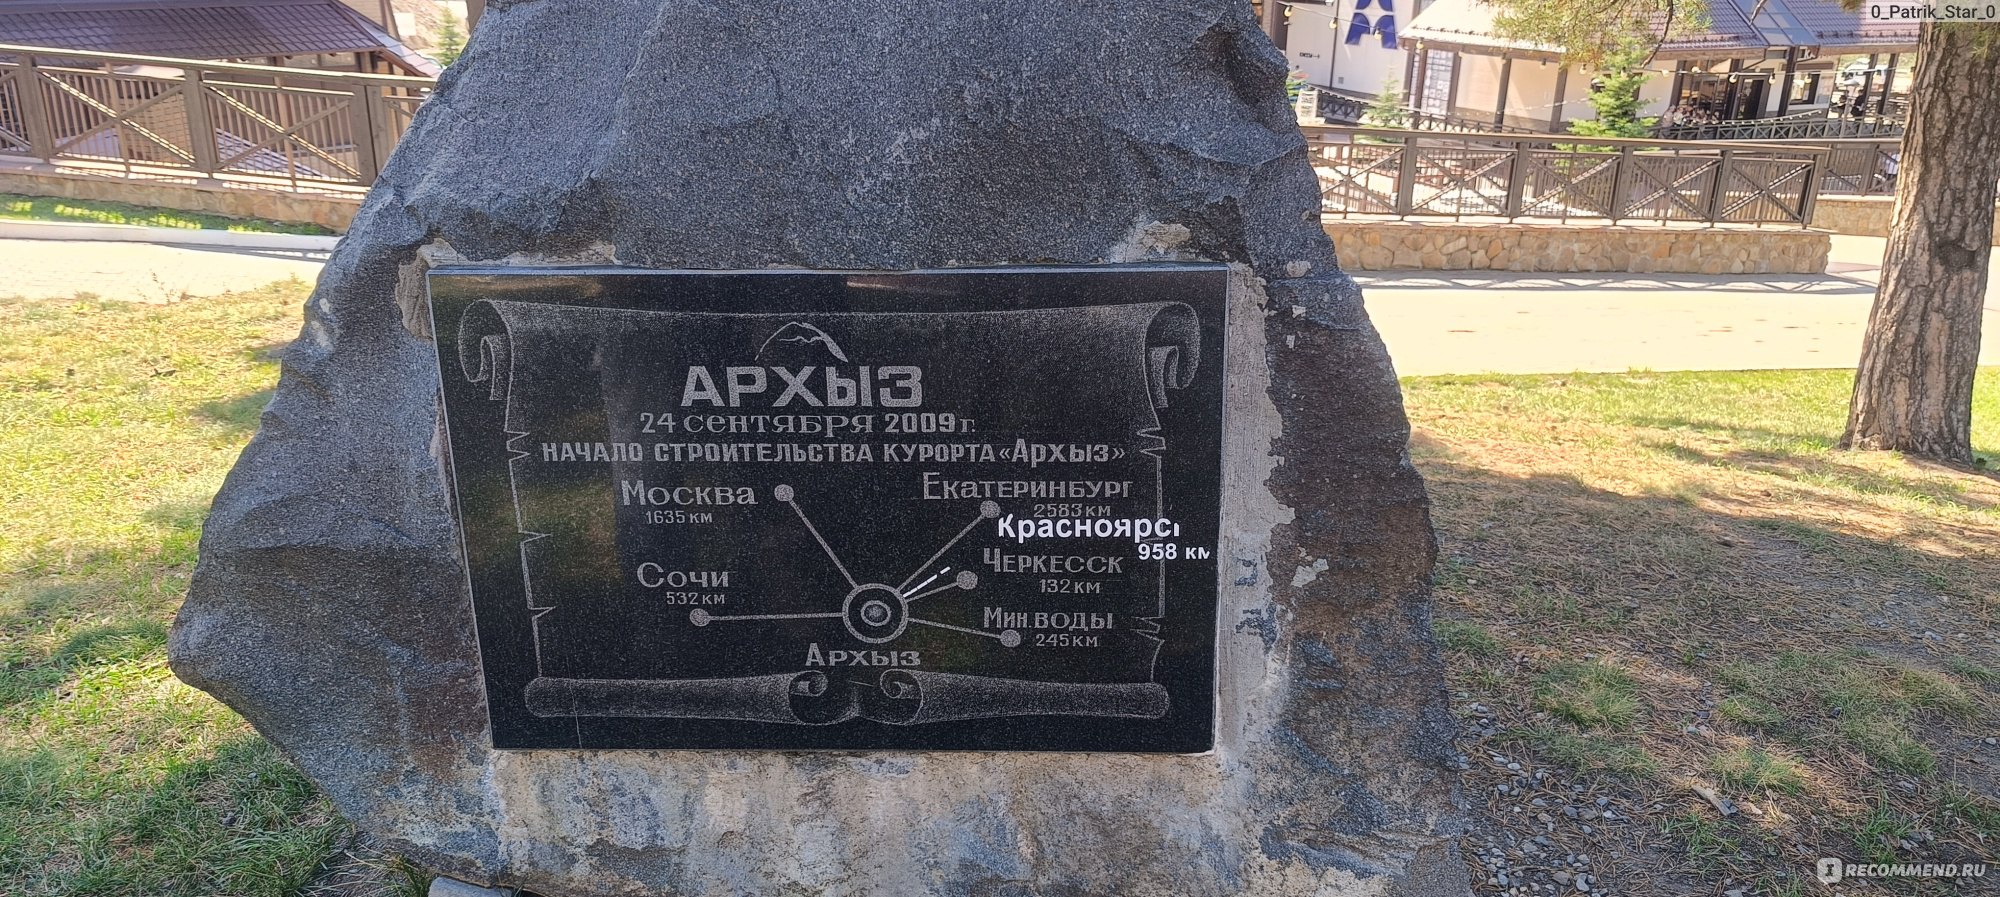 0_Patrik_Star_0
АРХЫЗ
24 СЕНТЯБРЯ 2009 г.
НАЧАЛО СТРОИТЕЛЬСТВА КУРОРТА «АРХЫЗ»
МОСКВА
1635 КМ
ЕКАТЕРИНБУРГ
2583 КМ
Красноярс
958 км
СОЧИ
532 КМ
ЧЕРКЕССК
132 КМ
МИН.ВОДЫ
245 КМ
АРХЫЗ
IRECOMMEND.RU